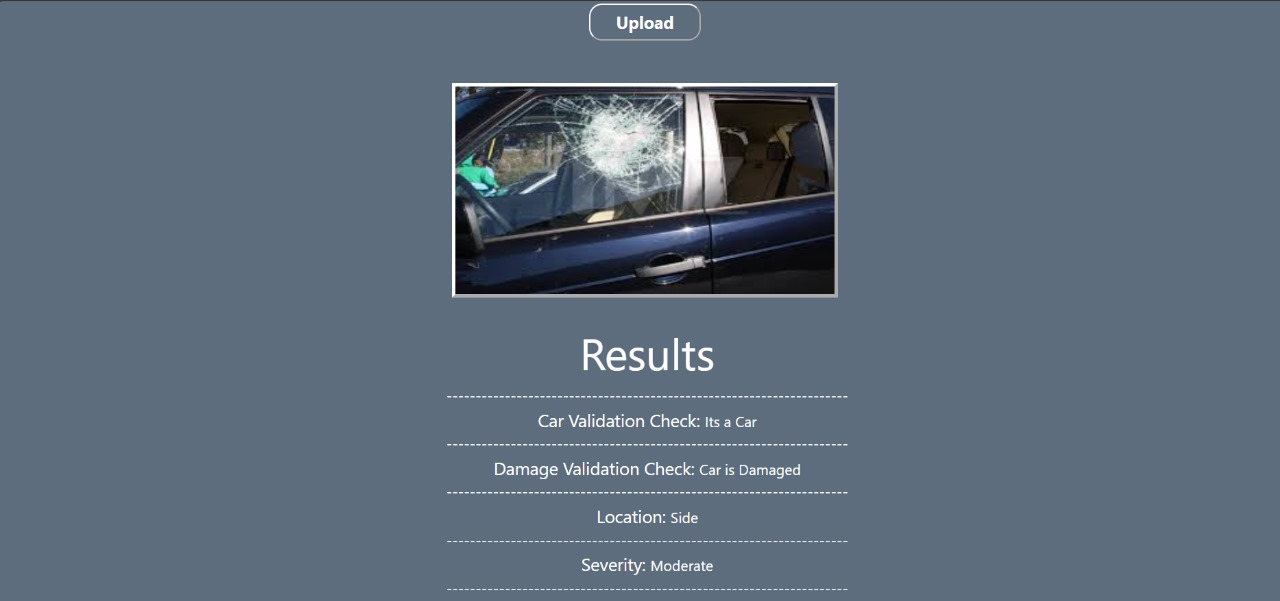 Upload
Results
Car Validation Check: Its a Car
Damage Validation Check: Car is Damaged
Location: Side
Severity: Moderate